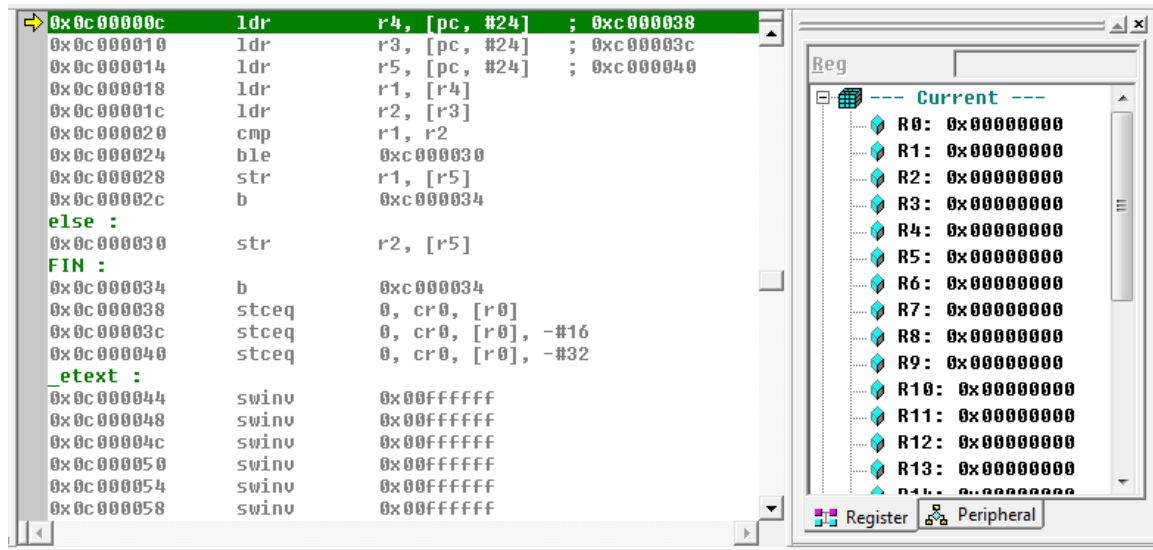 0x0c00000c ldr r4, [pc, #24] ; 0xc000038
0x0c000010 ldr r3, [pc, #24] ; 0xc00003c
0x0c000014 ldr r5, [pc, #24] ; 0xc000040
0x0c000018 ldr r1, [r4]
0x0c00001c ldr r2, [r3]
0x0c000020 cmp r1, r2
0x0c000024 ble 0xc000030
0x0c000028 str r1, [r5]
0x0c00002c b 0xc000034
else :
0x0c000030 str r2, [r5]
FIN :
0x0c000034 b 0xc000034
0x0c000038 stceq 0, cr0, [r0]
0x0c00003c stceq 0, cr0, [r0], -#16
0x0c000040 stceq 0, cr0, [r0], -#32
_etext :
0x0c000044 swinv 0x00ffffff
0x0c000048 swinv 0x00ffffff
0x0c00004c swinv 0x00ffffff
0x0c000050 swinv 0x00ffffff
0x0c000054 swinv 0x00ffffff
0x0c000058 swinv 0x00ffffff
Reg
--- Current ---
R0: 0x00000000
R1: 0x00000000
R2: 0x00000000
R3: 0x00000000
R4: 0x00000000
R5: 0x00000000
R6: 0x00000000
R7: 0x00000000
R8: 0x00000000
R9: 0x00000000
R10: 0x00000000
R11: 0x00000000
R12: 0x00000000
R13: 0x00000000
Register Peripheral